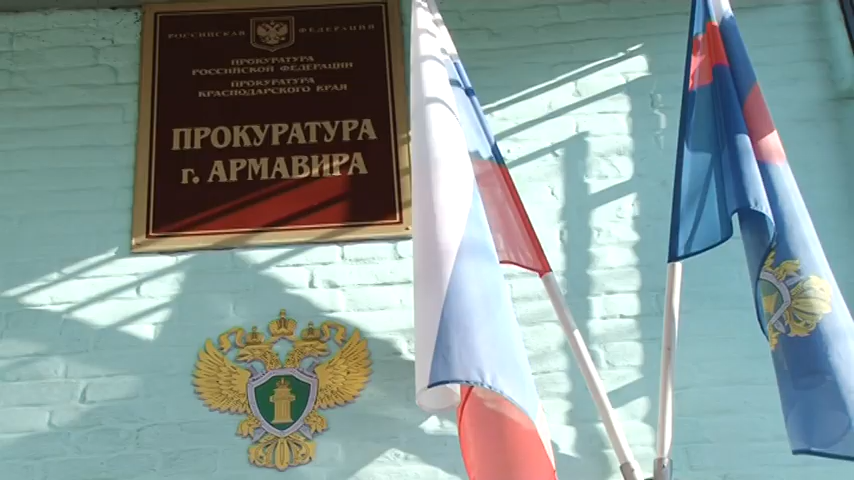 РОССИЙСКАЯ ФЕДЕРАЦИЯ
ПРОКУРАТУРА
РОССИЙСКОЙ ФЕДЕРАЦИИ
ПРОКУРАТУРА
КРАСНОДАРСКОГО КРАЯ
ПРОКУРАТУРА
г. АРМАВИРА